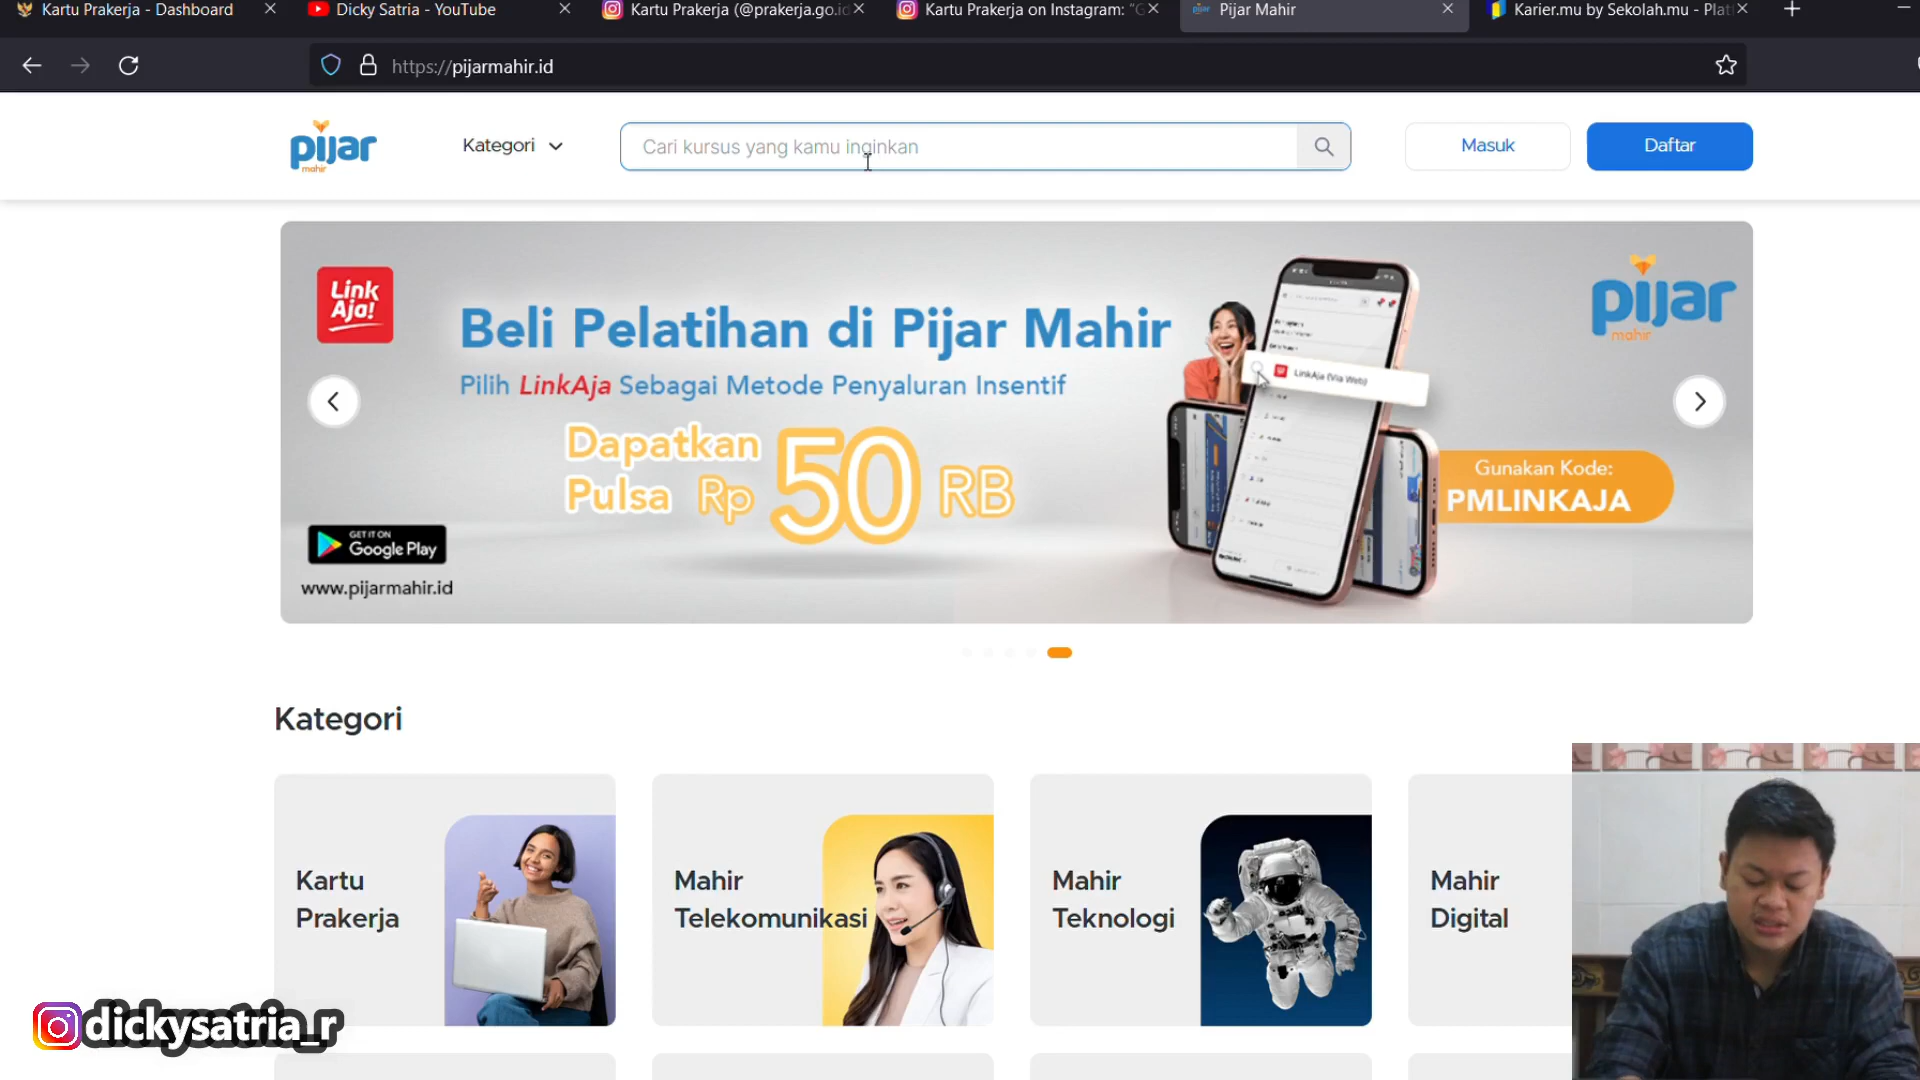 Kartu Prakerja - Dashboard
Dicky Satria - YouTube
Kartu Prakerja (@prakerja.go.id
Kartu Prakerja on Instagram: "G
Pijar Mahir
Karier.mu by Sekolah.mu - Plat
https://pijarmahir.id
pijar
mahir
Kategori
Cari kursus yang kamu inginkan
Masuk
Daftar
Link
Aja!
Beli Pelatihan di Pijar Mahir
Pilih LinkAja Sebagai Metode Penyaluran Insentif
Dapatkan
Pulsa Rp 50 RB
LinkAja (Via Web)
pijar
mahir
Gunakan Kode:
PMLINKAJA
GET IT ON
Google Play
www.pijarmahir.id
Kategori
Kartu
Prakerja
Mahir
Telekomunikasi
Mahir
Teknologi
Mahir
Digital
dickysatria_r